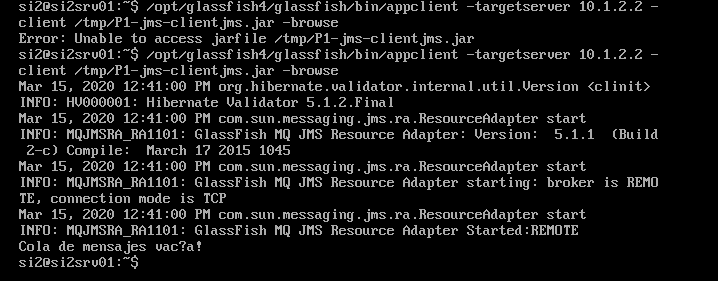 si2@si2srv01:~$ /opt/glassfish4/glassfish/bin/appclient -targetserver 10.1.2.2 -
client /tmp/P1-jms-clientjms.jar -browse
Error: Unable to access jarfile /tmp/P1-jms-clientjms.jar
si2@si2srv01:~$ /opt/glassfish4/glassfish/bin/appclient -targetserver 10.1.2.2 -
client /tmp/P1-jms-clientjms.jar -browse
Mar 15, 2020 12:41:00 PM org.hibernate.validator.internal.util.Version <clinit>
INFO: HV000001: Hibernate Validator 5.1.2.Final
Mar 15, 2020 12:41:00 PM com.sun.messaging.jms.ra.ResourceAdapter start
INFO: MQJMSRA_RA1101: GlassFish MQ JMS Resource Adapter: Version:  5.1.1  (Build
 2-c) Compile:  March 17 2015 1045
Mar 15, 2020 12:41:00 PM com.sun.messaging.jms.ra.ResourceAdapter start
INFO: MQJMSRA_RA1101: GlassFish MQ JMS Resource Adapter starting: broker is REMO
TE, connection mode is TCP
Mar 15, 2020 12:41:00 PM com.sun.messaging.jms.ra.ResourceAdapter start
INFO: MQJMSRA_RA1101: GlassFish MQ JMS Resource Adapter Started:REMOTE
Cola de mensajes vac?a!
si2@si2srv01:~$